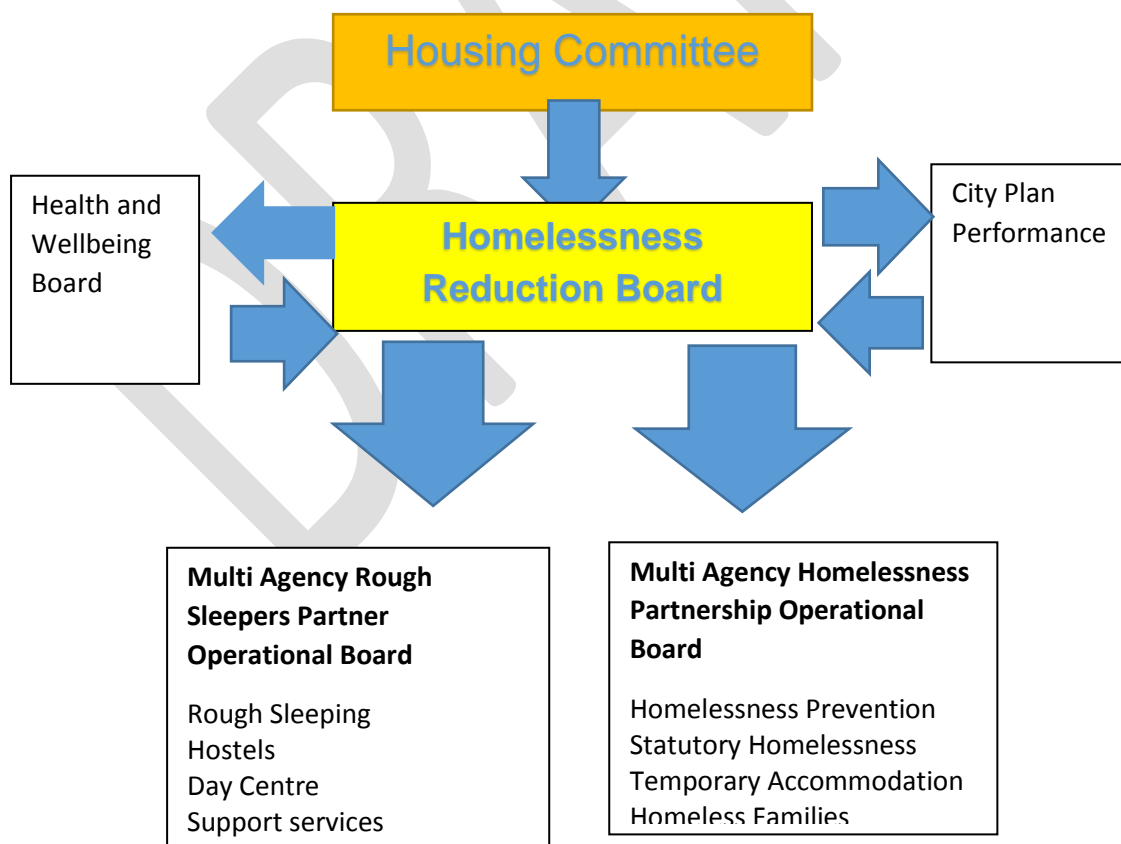 Housing Committee
Health and
Wellbeing
Board
Homelessness
Reduction Board
City Plan
Performance
Multi Agency Rough
Sleepers Partner
Operational Board
Rough Sleeping
Hostels
Day Centre
Support services
Multi Agency Homelessness
Partnership Operational
Board
Homelessness Prevention
Statutory Homelessness
Temporary Accommodation
Homeless Families